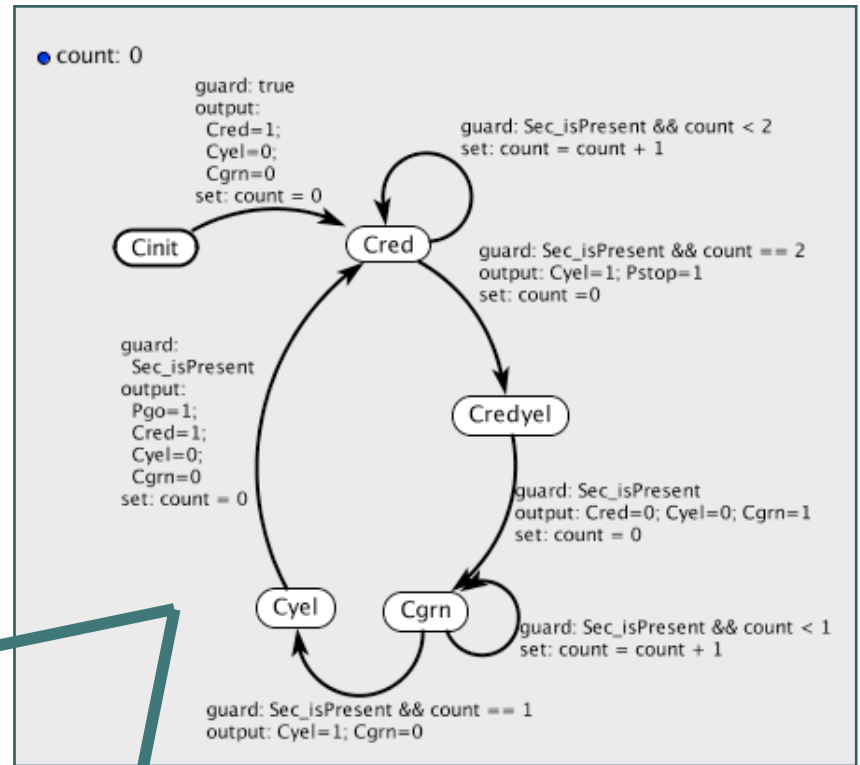 count: 0
guard: true
output:
Cred=1;
Cyel=0;
Cgrn=0
set: count = 0
guard: Sec_isPresent && count < 2
set: count = count + 1
Cinit
Cred
guard: Sec_isPresent && count == 2
output: Cyel=1; Pstop=1
set: count =0
guard:
Sec_isPresent
output:
Pgo=1;
Cred=1;
Cyel=0;
Cgrn=0
set: count = 0
Credyel
guard: Sec_isPresent
output: Cred=0; Cyel=0; Cgrn=1
set: count = 0
Cyel
Cgrn
guard: Sec_isPresent && count < 1
set: count = count + 1
guard: Sec_isPresent && count == 1
output: Cyel=1; Cgrn=0